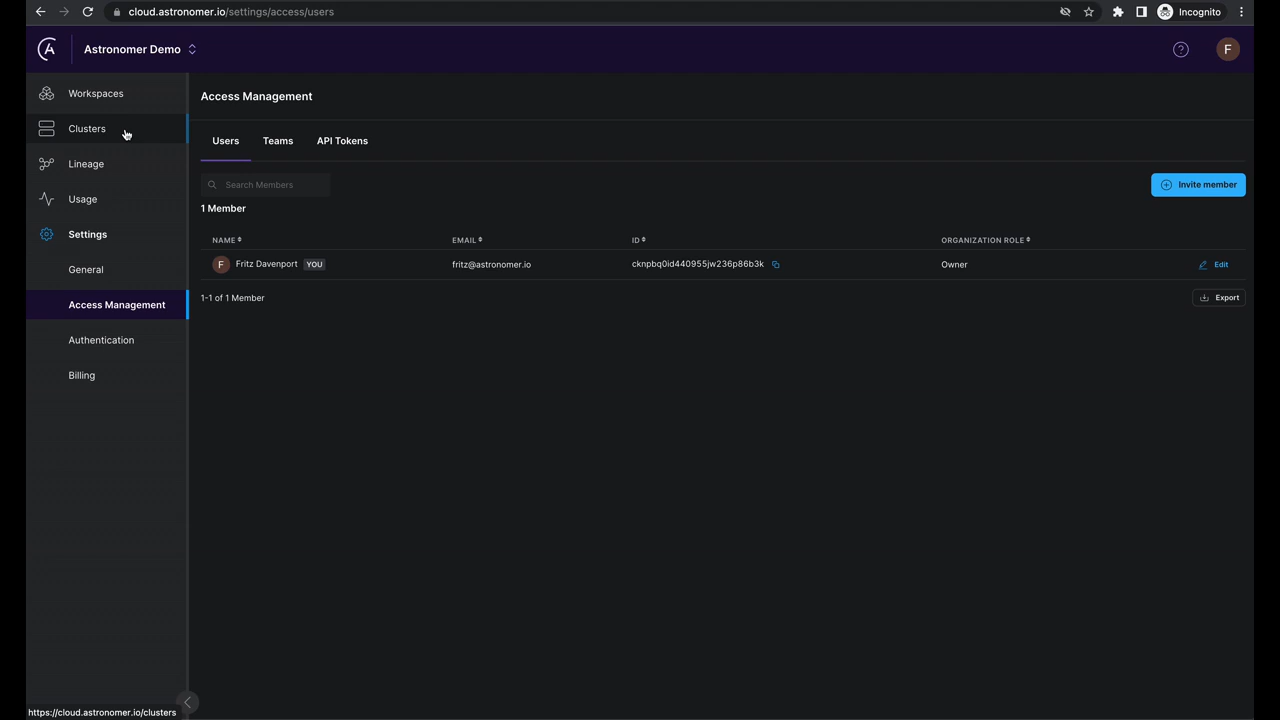 cloud.astronomer.io/settings/access/users
Incognito
Astronomer Demo
?
F
Workspaces
Clusters
Lineage
Usage
Settings
General
Access Management
Authentication
Billing
Access Management
Users Teams API Tokens
Search Members
Invite member
1 Member
NAME EMAIL ID ORGANIZATION ROLE
F Fritz Davenport YOU fritz@astronomer.io cknpbq0id440955jw236p86b3k Owner Edit
1-1 of 1 Member
Export
https://cloud.astronomer.io/clusters